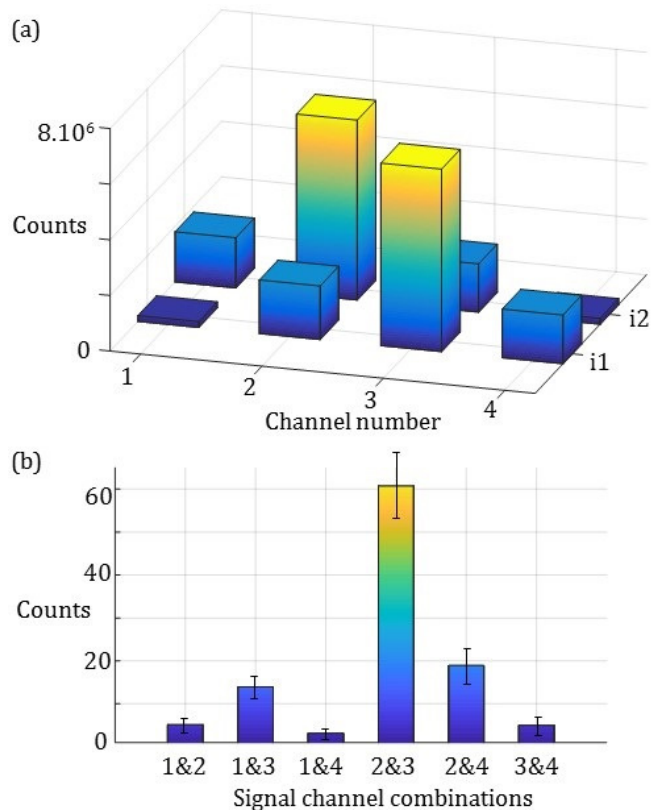 (a)
8.10⁶
Counts
0
1
2
3
4
i1
i2
Channel number
(b)
60
40
Counts
20
0
1&2 1&3 1&4 2&3 2&4 3&4
Signal channel combinations